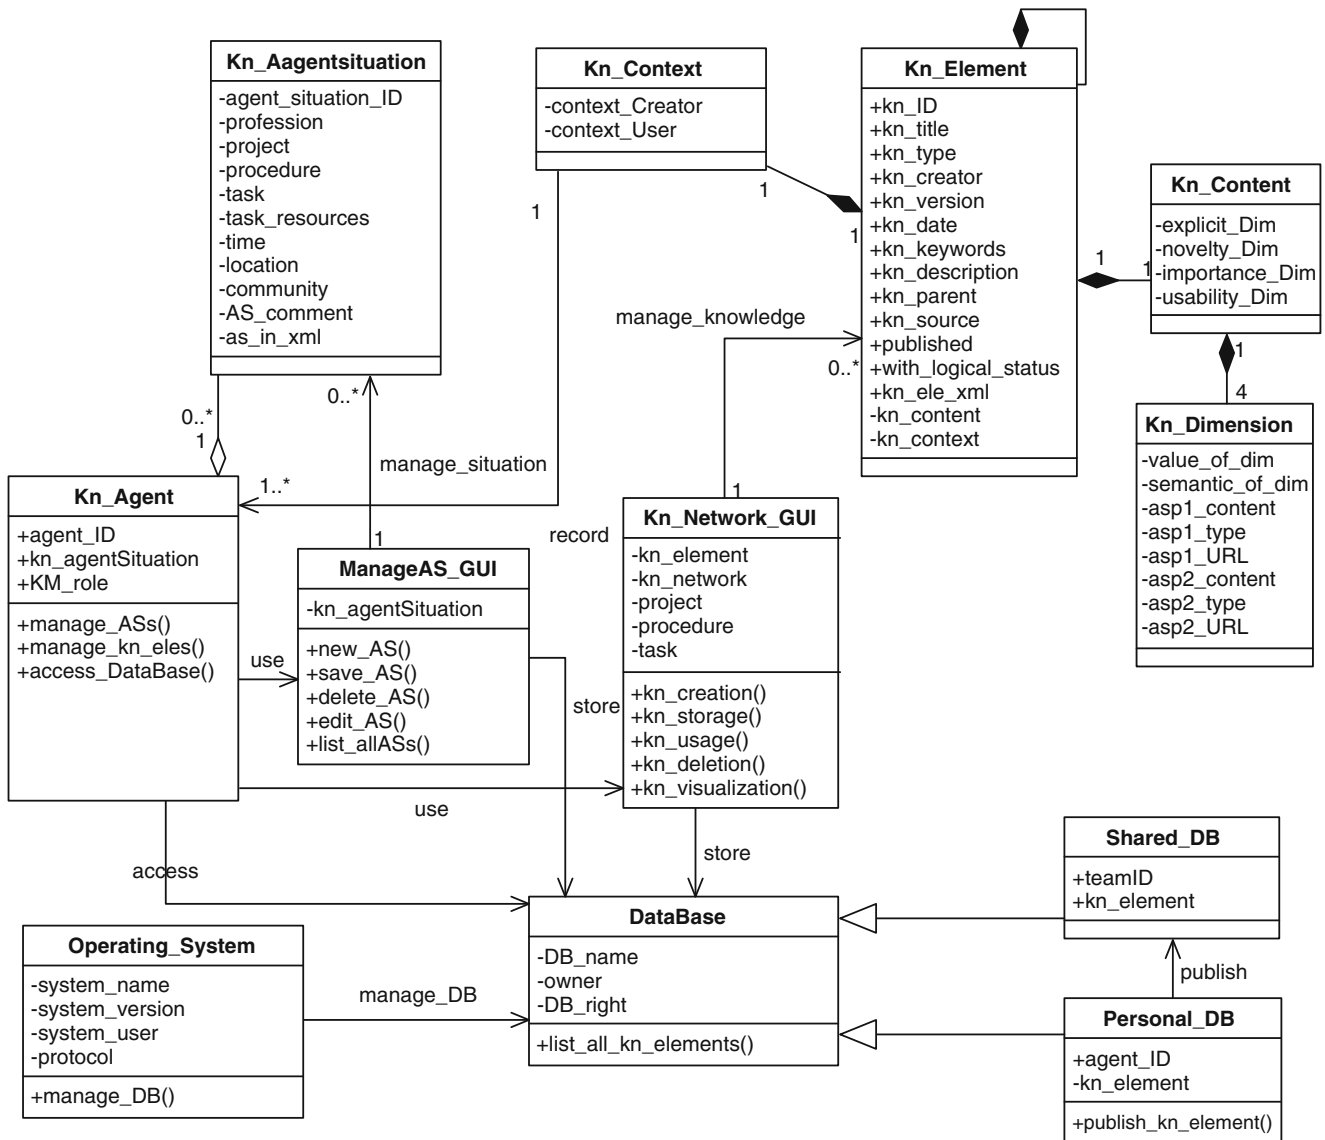 Kn_Aagentsituation
-agent_situation_ID
-profession
-project
-procedure
-task
-task_resources
-time
-location
-community
-AS_comment
-as_in_xml
Kn_Context
-context_Creator
-context_User
Kn_Element
+kn_ID
+kn_title
+kn_type
+kn_creator
+kn_version
+kn_date
+kn_keywords
+kn_description
+kn_parent
+kn_source
+published
+with_logical_status
+kn_ele_xml
-kn_content
-kn_context
Kn_Content
-explicit_Dim
-novelty_Dim
-importance_Dim
-usability_Dim
1
1
1
1
1
1
4
Kn_Dimension
-value_of_dim
-semantic_of_dim
-asp1_content
-asp1_type
-asp1_URL
-asp2_content
-asp2_type
-asp2_URL
manage_knowledge
0..*
1
0..*
1
0..*
manage_situation
1
1..*
record
Kn_Agent
+agent_ID
+kn_agentSituation
+KM_role
+manage_ASs()
+manage_kn_eles()
+access_DataBase()
use
ManageAS_GUI
-kn_agentSituation
+new_AS()
+save_AS()
+delete_AS()
+edit_AS()
+list_allASs()
store
Kn_Network_GUI
-kn_element
-kn_network
-project
-procedure
-task
+kn_creation()
+kn_storage()
+kn_usage()
+kn_deletion()
+kn_visualization()
use
store
access
Operating_System
-system_name
-system_version
-system_user
-protocol
+manage_DB()
manage_DB
DataBase
-DB_name
-owner
-DB_right
+list_all_kn_elements()
Shared_DB
+teamID
+kn_element
publish
Personal_DB
+agent_ID
-kn_element
+publish_kn_element()